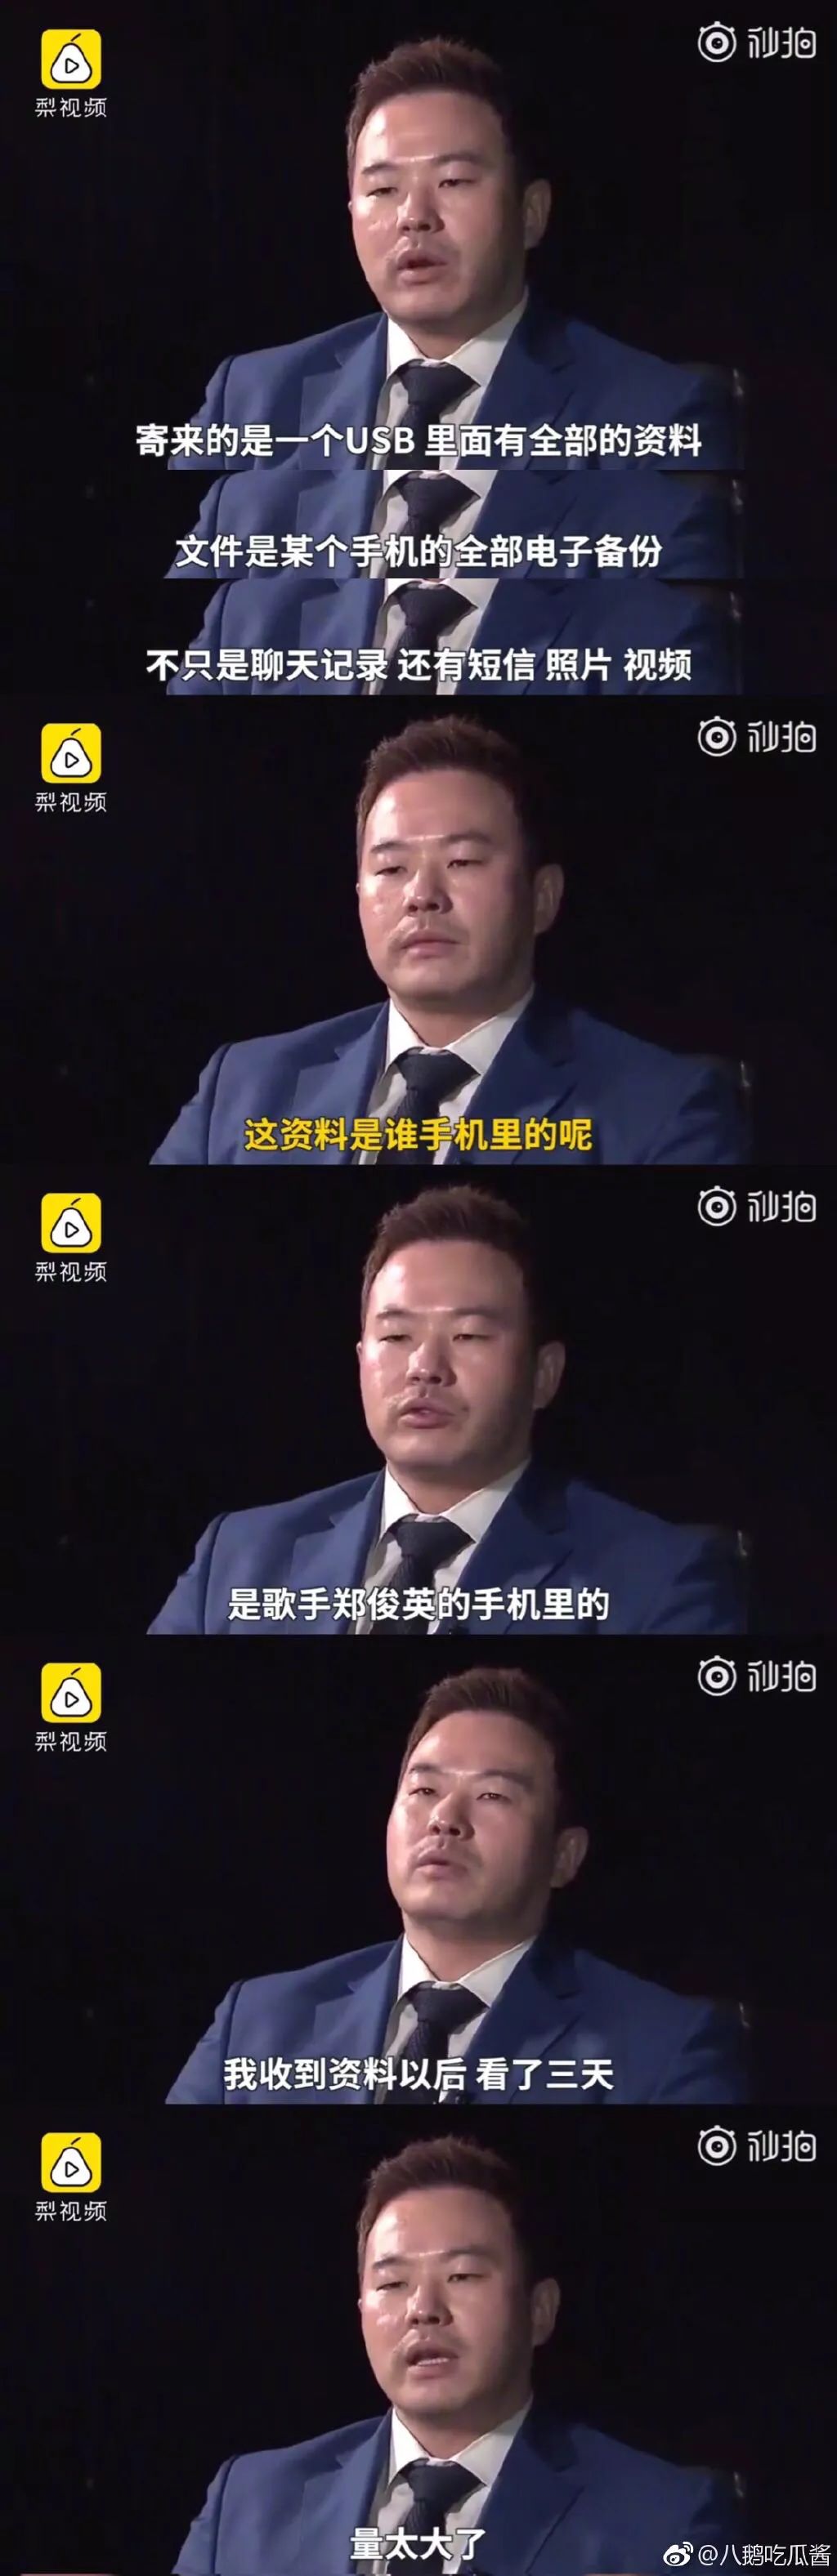 梨视频
秒拍
寄来的是一个USB 里面有全部的资料
文件是某个手机的全部电子备份
不只是聊天记录 还有短信 照片 视频
梨视频
秒拍
这资料是谁手机里的呢
梨视频
秒拍
是歌手郑俊英的手机里的
梨视频
秒拍
我收到资料以后 看了三天
梨视频
秒拍
量太大了
@八鹅吃瓜酱